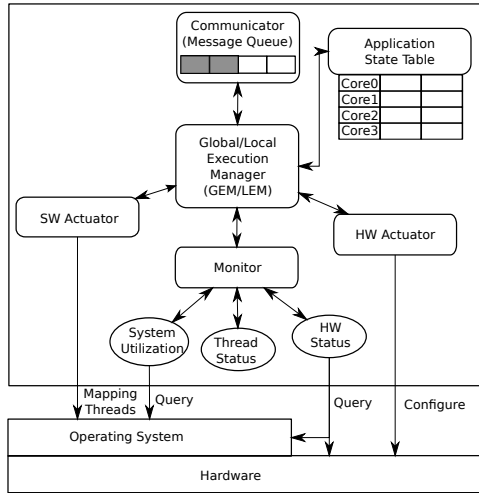 Communicator
(Message Queue)
Application
State Table
Core0
Core1
Core2
Core3
Global/Local
Execution
Manager
(GEM/LEM)
SW Actuator
HW Actuator
Monitor
System
Utilization
Thread
Status
HW
Status
Mapping
Threads
Query
Query
Configure
Operating System
Hardware